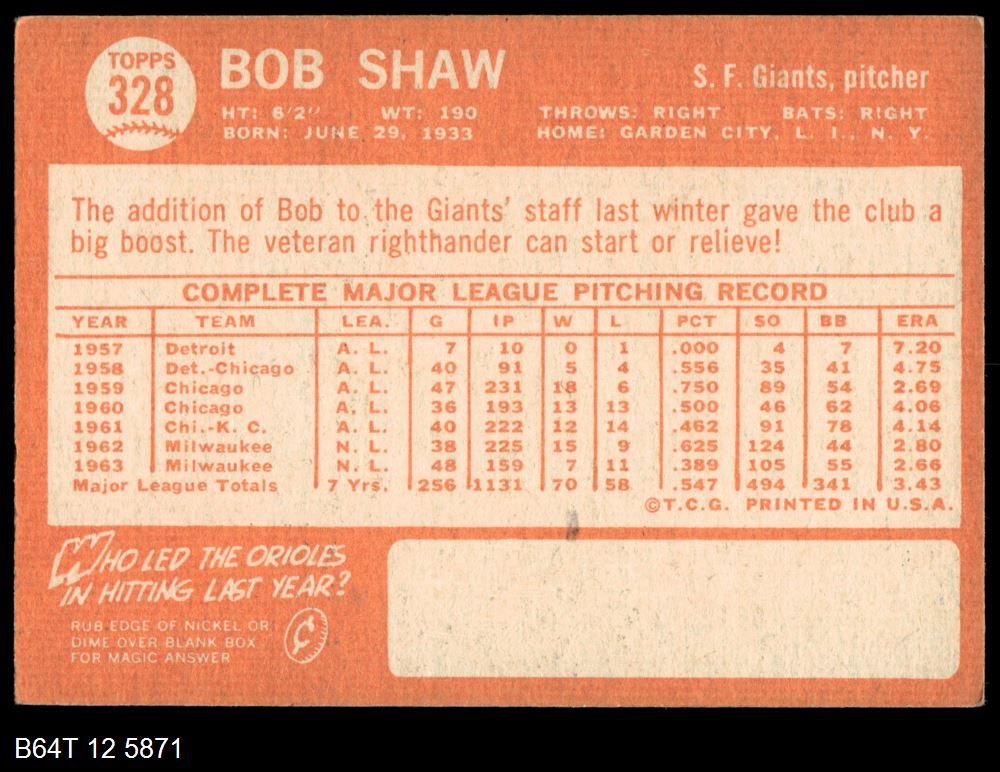 TOPPS
328
BOB SHAW
S. F. Giants, pitcher
HT: 6'2" WT: 190 THROWS: RIGHT BATS: RIGHT
BORN: JUNE 29, 1933 HOME: GARDEN CITY, L. I., N. Y.
The addition of Bob to the Giants' staff last winter gave the club a
big boost. The veteran righthander can start or relieve!
COMPLETE MAJOR LEAGUE PITCHING RECORD
YEAR TEAM LEA. G IP W L PCT SO BB ERA
1957 Detroit A. L. 7 10 0 1 .000 4 7 7.20
1958 Det.-Chicago A. L. 40 91 5 4 .556 35 41 4.75
1959 Chicago A. L. 47 231 18 6 .750 89 54 2.69
1960 Chicago A. L. 36 193 13 13 .500 46 62 4.06
1961 Chi.-K. C. A. L. 40 222 12 14 .462 91 78 4.14
1962 Milwaukee N. L. 38 225 15 9 .625 124 44 2.80
1963 Milwaukee N. L. 48 159 7 11 .389 105 55 2.66
Major League Totals 7 Yrs. 256 1131 70 58 .547 494 341 3.43
©T.C.G. PRINTED IN U.S.A.
WHO LED THE ORIOLES
IN HITTING LAST YEAR?
RUB EDGE OF NICKEL OR
DIME OVER BLANK BOX
FOR MAGIC ANSWER
¢
B64T 12 5871